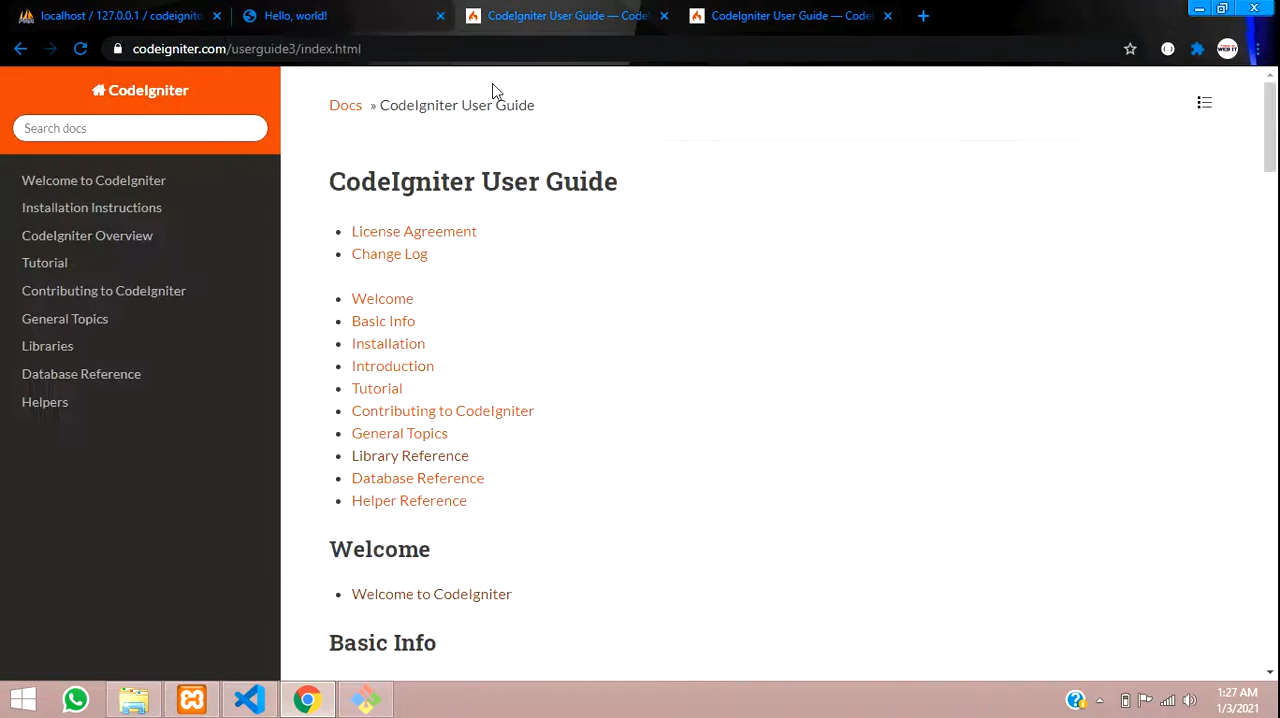 localhost / 127.0.0.1 / codeignito
Hello, world!
CodeIgniter User Guide — Code
CodeIgniter User Guide — Code
codeigniter.com/userguide3/index.html
WEB IT
CodeIgniter
Search docs
Welcome to CodeIgniter
Installation Instructions
CodeIgniter Overview
Tutorial
Contributing to CodeIgniter
General Topics
Libraries
Database Reference
Helpers
Docs » CodeIgniter User Guide
CodeIgniter User Guide
License Agreement
Change Log
Welcome
Basic Info
Installation
Introduction
Tutorial
Contributing to CodeIgniter
General Topics
Library Reference
Database Reference
Helper Reference
Welcome
Welcome to CodeIgniter
Basic Info
1:27 AM
1/3/2021